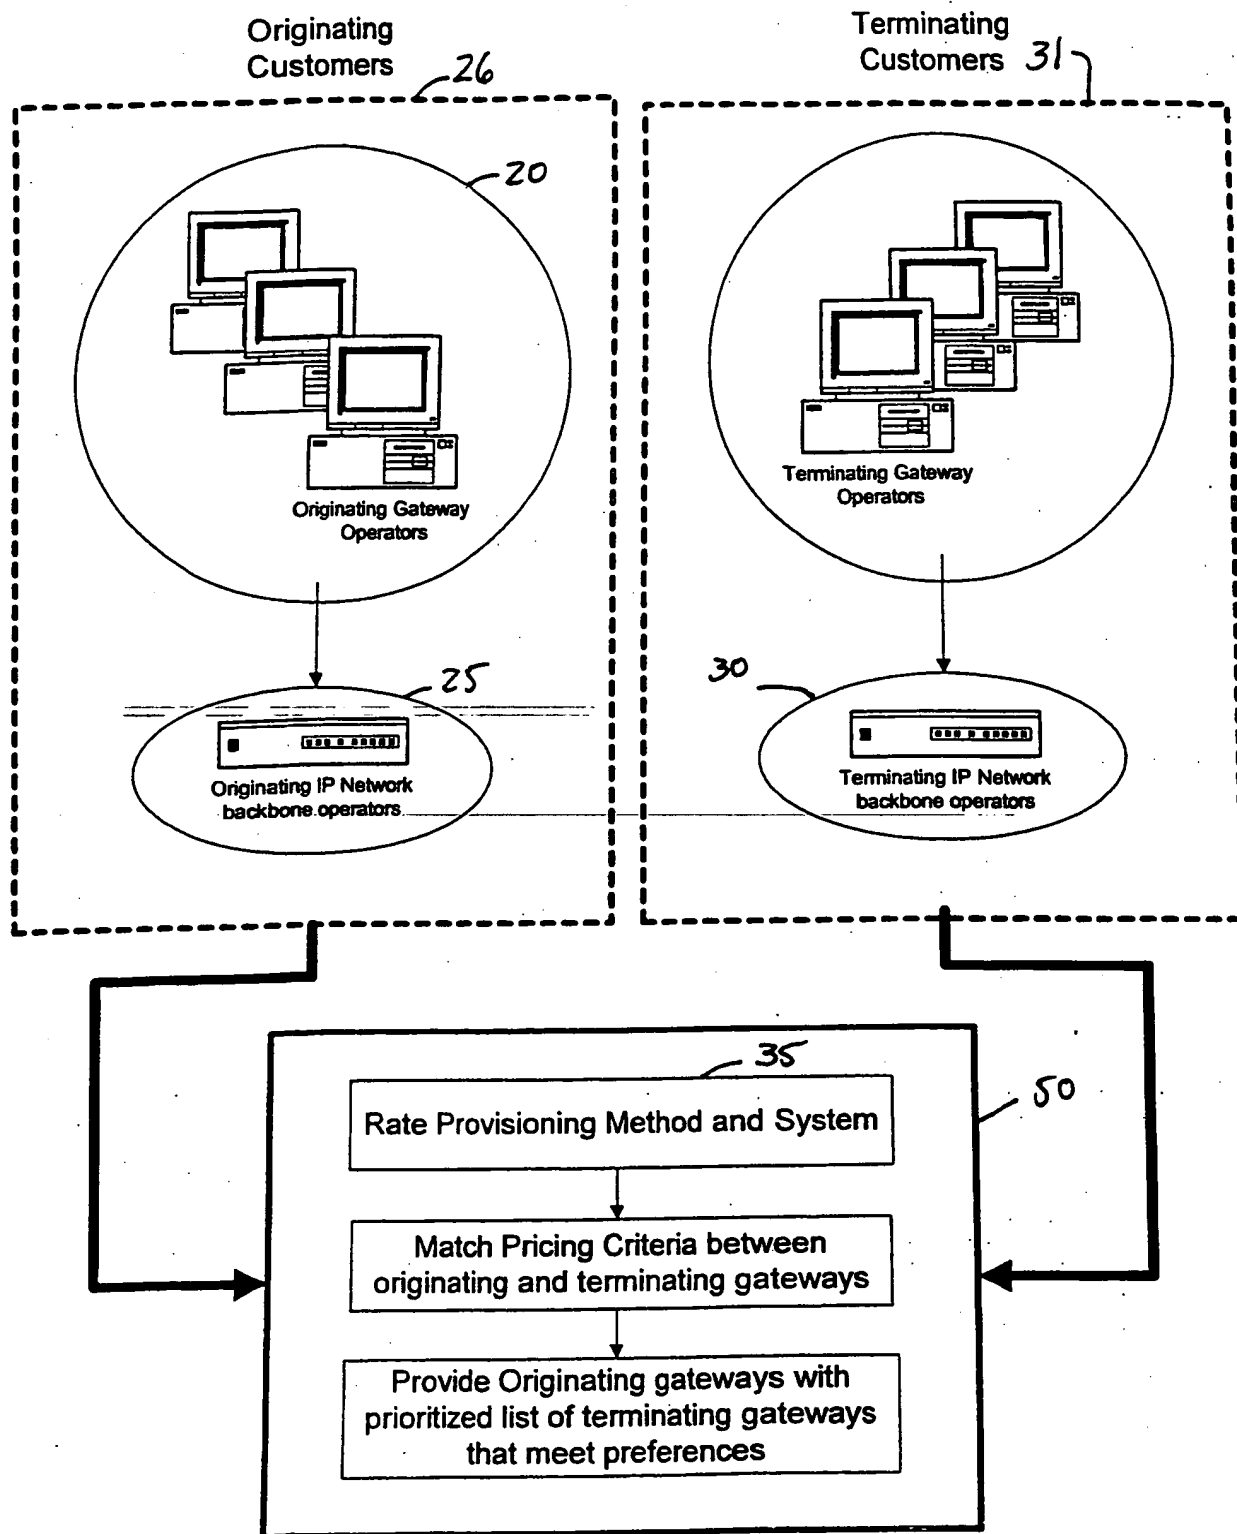 Originating
Customers
26
Terminating
Customers 31
20
Originating Gateway
Operators
Terminating Gateway
Operators
25
Originating IP Network
backbone operators
30
Terminating IP Network
backbone operators
35
50
Rate Provisioning Method and System
Match Pricing Criteria between
originating and terminating gateways
Provide Originating gateways with
prioritized list of terminating gateways
that meet preferences